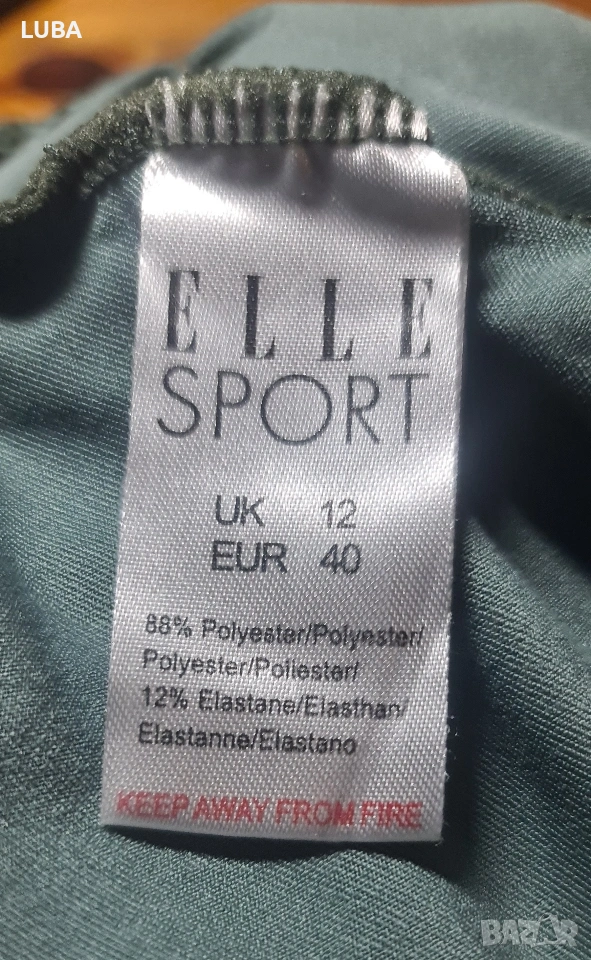 LUBA
ELLE
SPORT
UK 12
EUR 40
88% Polyester/Polyester/
Polyester/Poliester/
12% Elastane/Elasthan/
Elastanne/Elastano
KEEP AWAY FROM FIRE
BAZAR